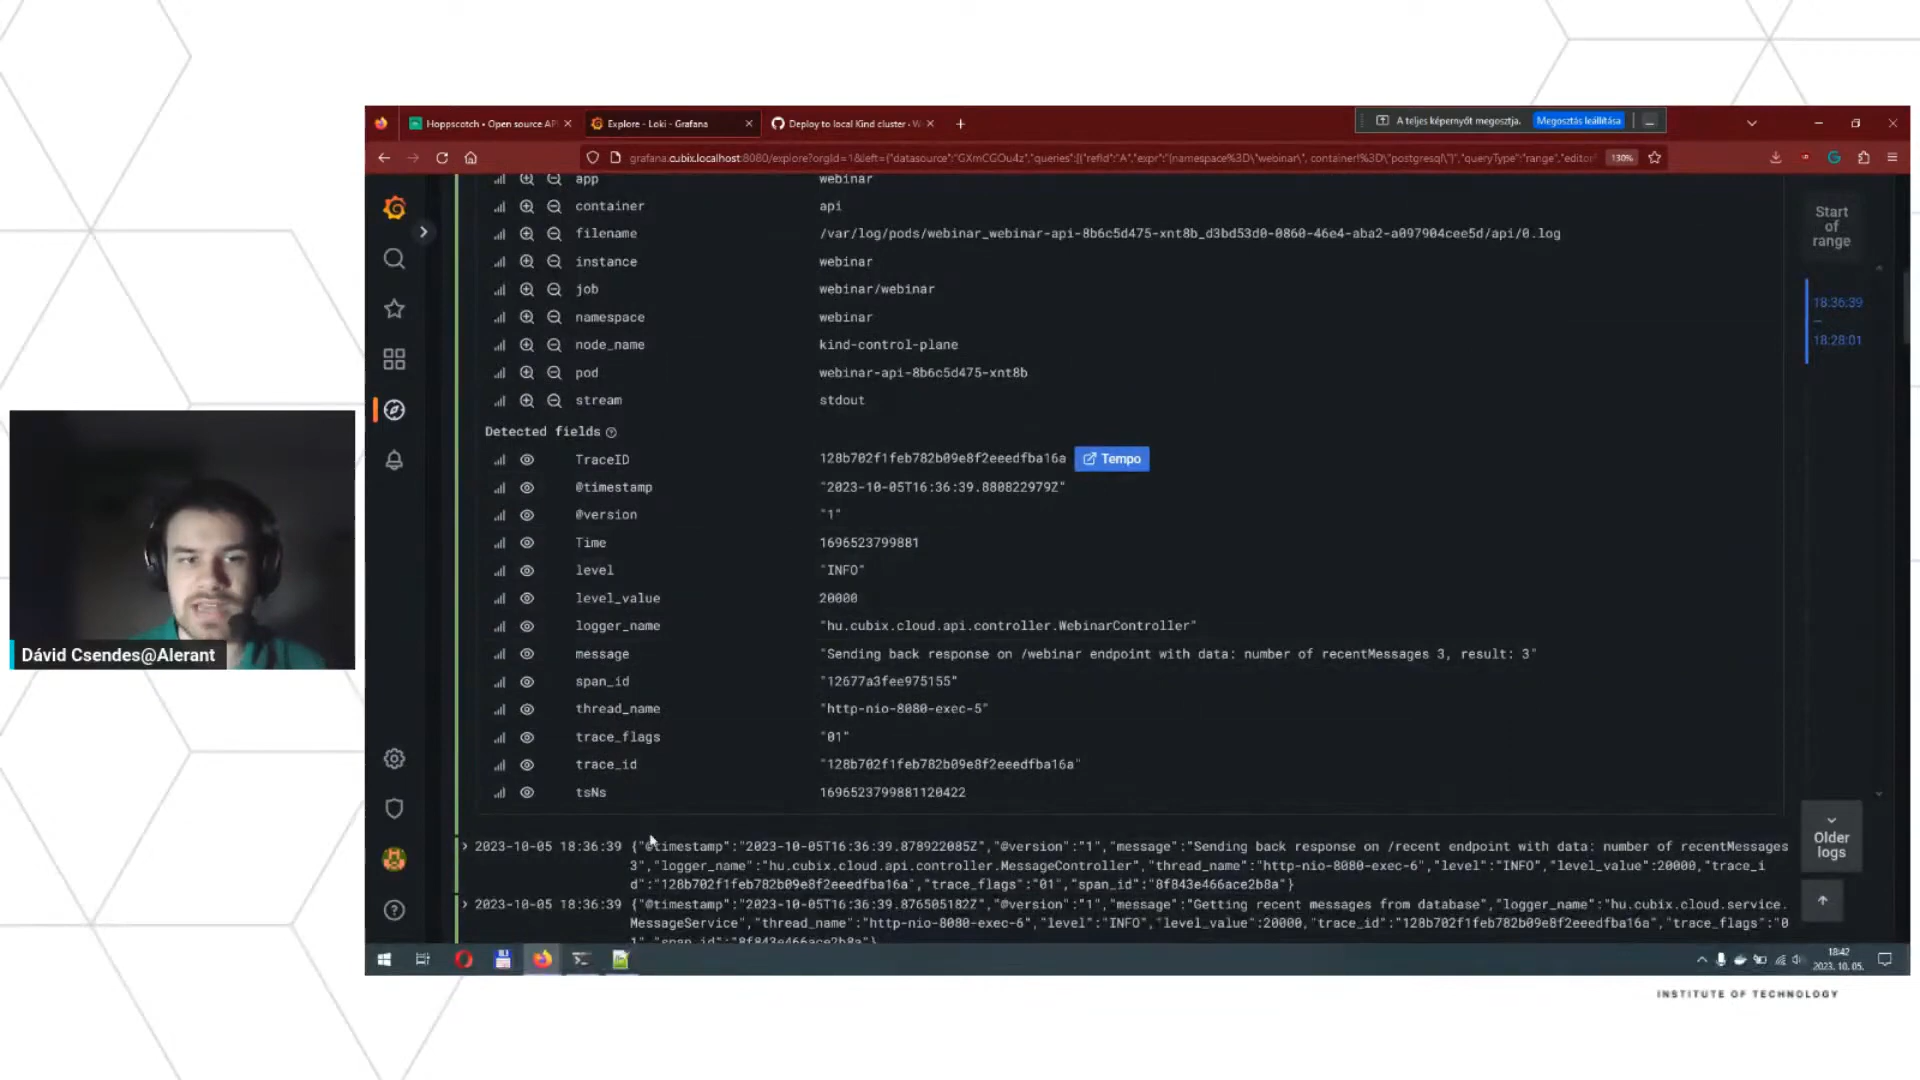 Hoppscotch • Open source AP
Explore - Loki - Grafana
Deploy to local Kind cluster · W
A teljes képernyőt megosztja.
Megosztás leállítása
grafana.cubix.localhost:8080/explore?orgId=1&left={"datasource":"GXmCGOu4z","queries":[{"refId":"A","expr":"{namespace%3D\"webinar\", container!%3D\"postgresql\"}","queryType":"range","editor
130%
app webinar
container api
filename /var/log/pods/webinar_webinar-api-8b6c5d475-xnt8b_d3bd53d0-0860-46e4-aba2-a097904cee5d/api/0.log
instance webinar
job webinar/webinar
namespace webinar
node_name kind-control-plane
pod webinar-api-8b6c5d475-xnt8b
stream stdout
Detected fields
TraceID 128b702f1feb782b09e8f2eeedfba16a Tempo
@timestamp "2023-10-05T16:36:39.880822979Z"
@version "1"
Time 1696523799881
level "INFO"
level_value 20000
logger_name "hu.cubix.cloud.api.controller.WebinarController"
message "Sending back response on /webinar endpoint with data: number of recentMessages 3, result: 3"
span_id "12677a3fee975155"
thread_name "http-nio-8080-exec-5"
trace_flags "01"
trace_id "128b702f1feb782b09e8f2eeedfba16a"
tsNs 1696523799881120422
2023-10-05 18:36:39 {"@timestamp":"2023-10-05T16:36:39.878922085Z","@version":"1","message":"Sending back response on /recent endpoint with data: number of recentMessages
3","logger_name":"hu.cubix.cloud.api.controller.MessageController","thread_name":"http-nio-8080-exec-6","level":"INFO","level_value":20000,"trace_i
d":"128b702f1feb782b09e8f2eeedfba16a","trace_flags":"01","span_id":"8f843e466ace2b8a"}
2023-10-05 18:36:39 {"@timestamp":"2023-10-05T16:36:39.876505182Z","@version":"1","message":"Getting recent messages from database","logger_name":"hu.cubix.cloud.service.
MessageService","thread_name":"http-nio-8080-exec-6","level":"INFO","level_value":20000,"trace_id":"128b702f1feb782b09e8f2eeedfba16a","trace_flags":"0
1","span_id":"8f843e466ace2b8a"}
Start
of
range
18:36:39
—
18:28:01
Older
logs
Dávid Csendes@Alerant
18:42
2023. 10. 05.
INSTITUTE OF TECHNOLOGY